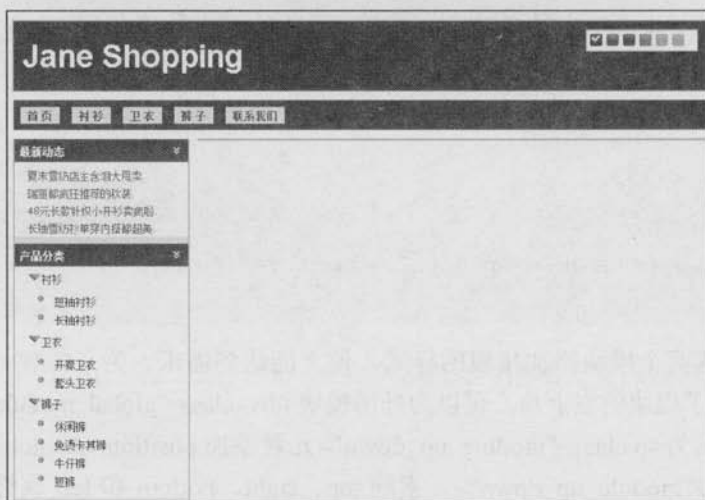 Jane Shopping
首页 衬衫 卫衣 裤子 联系我们
最新动态
夏末雪纺店主含泪大甩卖
瑞丽都疯狂推荐的软装
48元长款针织小开衫卖疯啦
长袖雪纺衫单穿内搭都超美
产品分类
衬衫
短袖衬衫
长袖衬衫
卫衣
开襟卫衣
套头卫衣
裤子
休闲裤
免烫卡其裤
牛仔裤
短裤